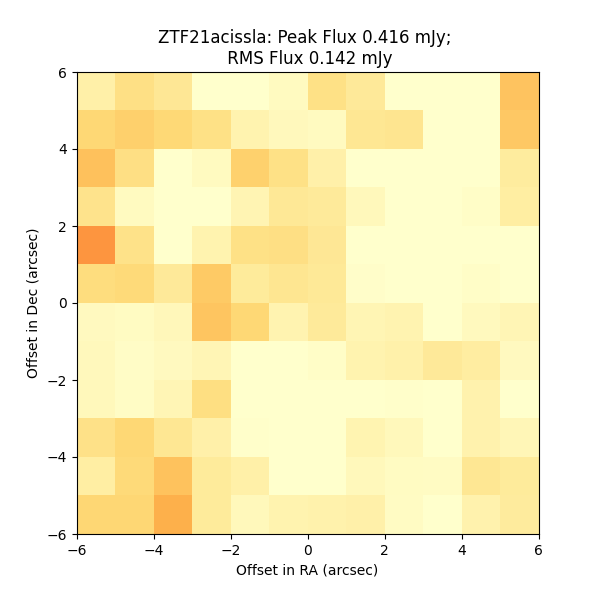 ZTF21acissla: Peak Flux 0.416 mJy;
RMS Flux 0.142 mJy
6
4
2
0
−2
−4
−6
Offset in Dec (arcsec)
−6 −4 −2 0 2 4 6
Offset in RA (arcsec)